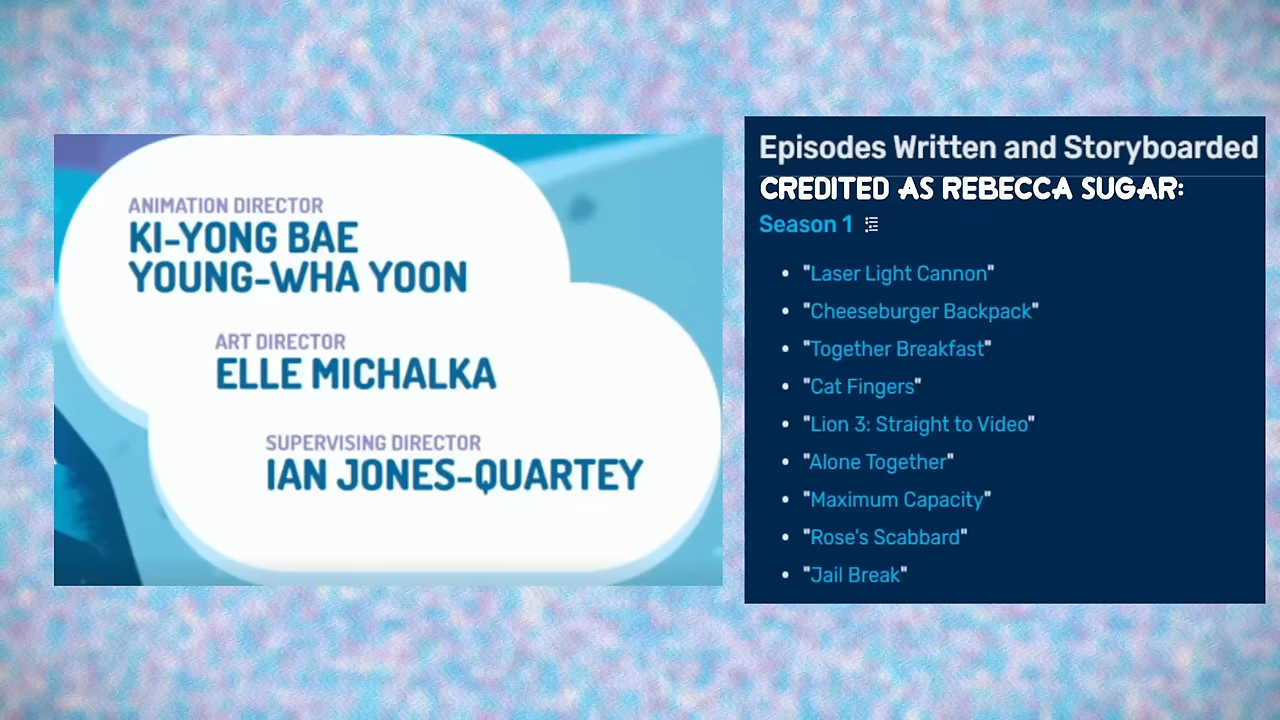 ANIMATION DIRECTOR
KI-YONG BAE
YOUNG-WHA YOON
ART DIRECTOR
ELLE MICHALKA
SUPERVISING DIRECTOR
IAN JONES-QUARTEY
Episodes Written and Storyboarded
CREDITED AS REBECCA SUGAR:
Season 1
• "Laser Light Cannon"
• "Cheeseburger Backpack"
• "Together Breakfast"
• "Cat Fingers"
• "Lion 3: Straight to Video"
• "Alone Together"
• "Maximum Capacity"
• "Rose's Scabbard"
• "Jail Break"